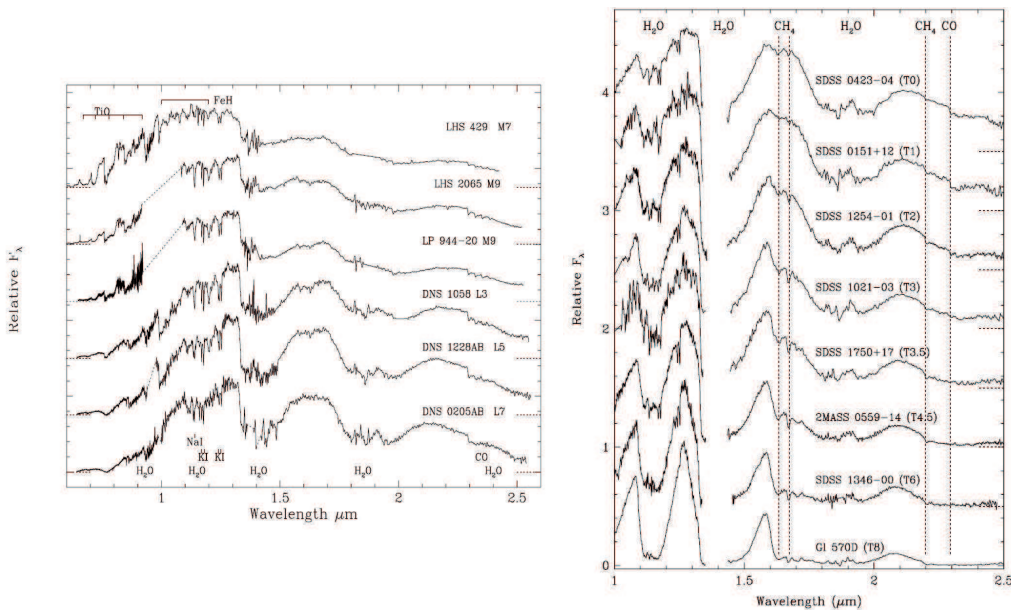 TiO
FeH
LHS 429 M7
LHS 2065 M9
LP 944-20 M9
DNS 1058 L3
DNS 1228AB L5
DNS 0205AB L7
NaI
KI KI
CO
H₂O H₂O H₂O H₂O H₂O
1 1.5 2 2.5
Wavelength μm
Relative F_λ
H₂O H₂O CH₄ H₂O CH₄ CO
SDSS 0423-04 (T0)
4
SDSS 0151+12 (T1)
3
SDSS 1254-01 (T2)
SDSS 1021-03 (T3)
2
SDSS 1750+17 (T3.5)
2MASS 0559-14 (T4.5)
1
SDSS 1346-00 (T6)
Gl 570D (T8)
0
1 1.5 2 2.5
Wavelength (μm)
Relative F_λ